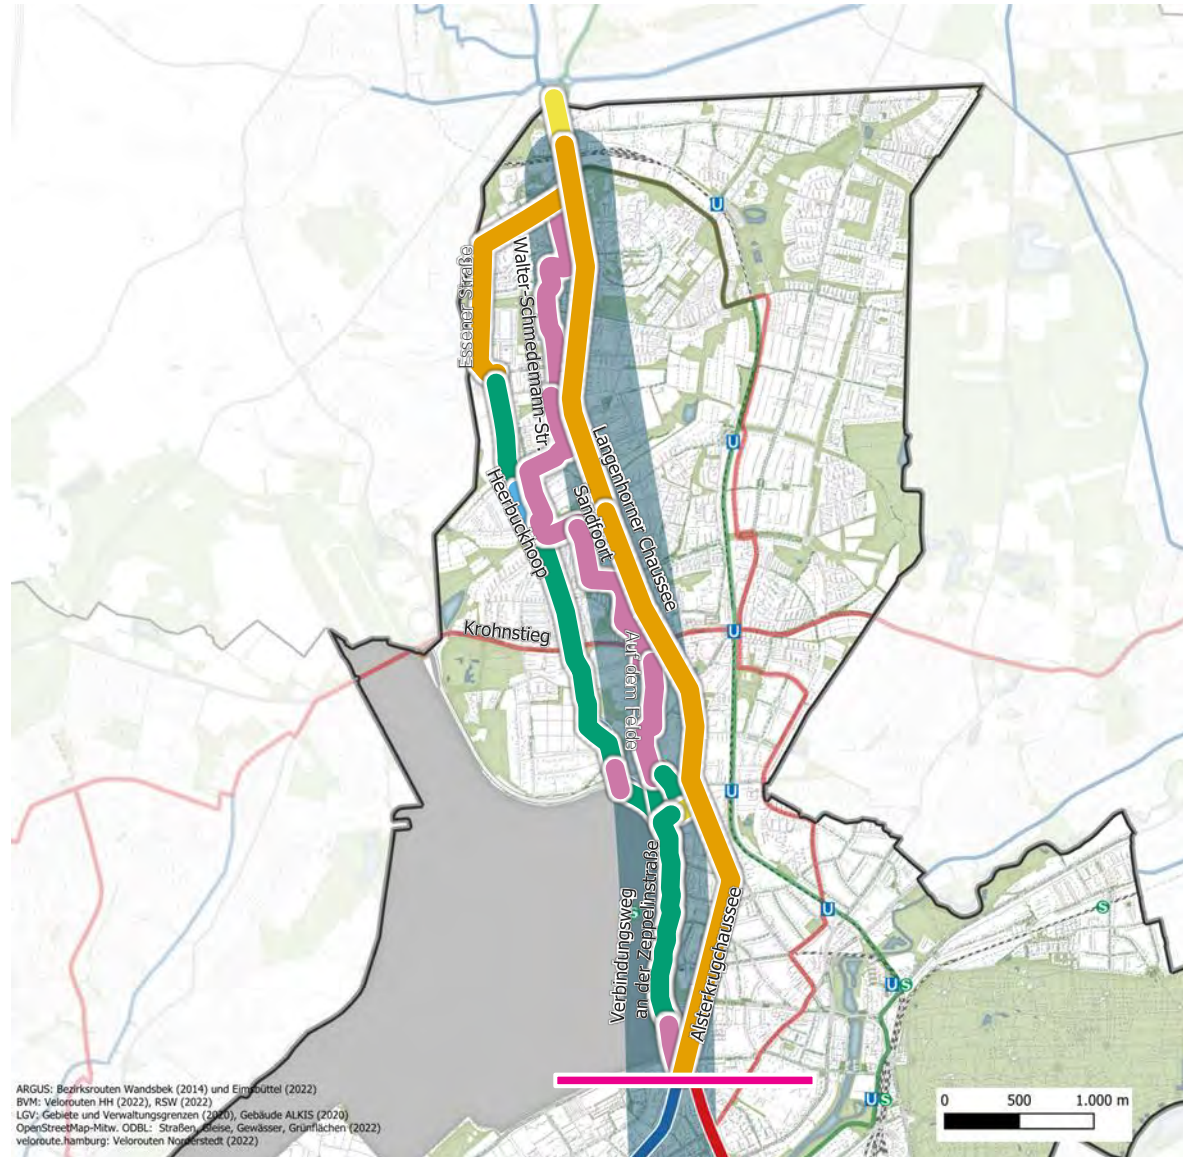 U
Essener Straße
Walter-Schmedemann-Str.
Langenhorner Chaussee
U
Heerbuckhoop
Sandfoort
Krohnstieg
U
Auf dem Felde
U
Verbindungsweg
an der Zeppelinstraße
Alsterkrugchaussee
S
U
S
U S
U S
ARGUS: Bezirksrouten Wandsbek (2014) und Eimsbüttel (2022)
BVM: Velorouten HH (2022), RSW (2022)
LGV: Gebiete und Verwaltungsgrenzen (2020), Gebäude ALKIS (2020)
OpenStreetMap-Mitw. ODBL: Straßen, Gleise, Gewässer, Grünflächen (2022)
veloroute.hamburg: Velorouten Norderstedt (2022)
0 500 1.000 m